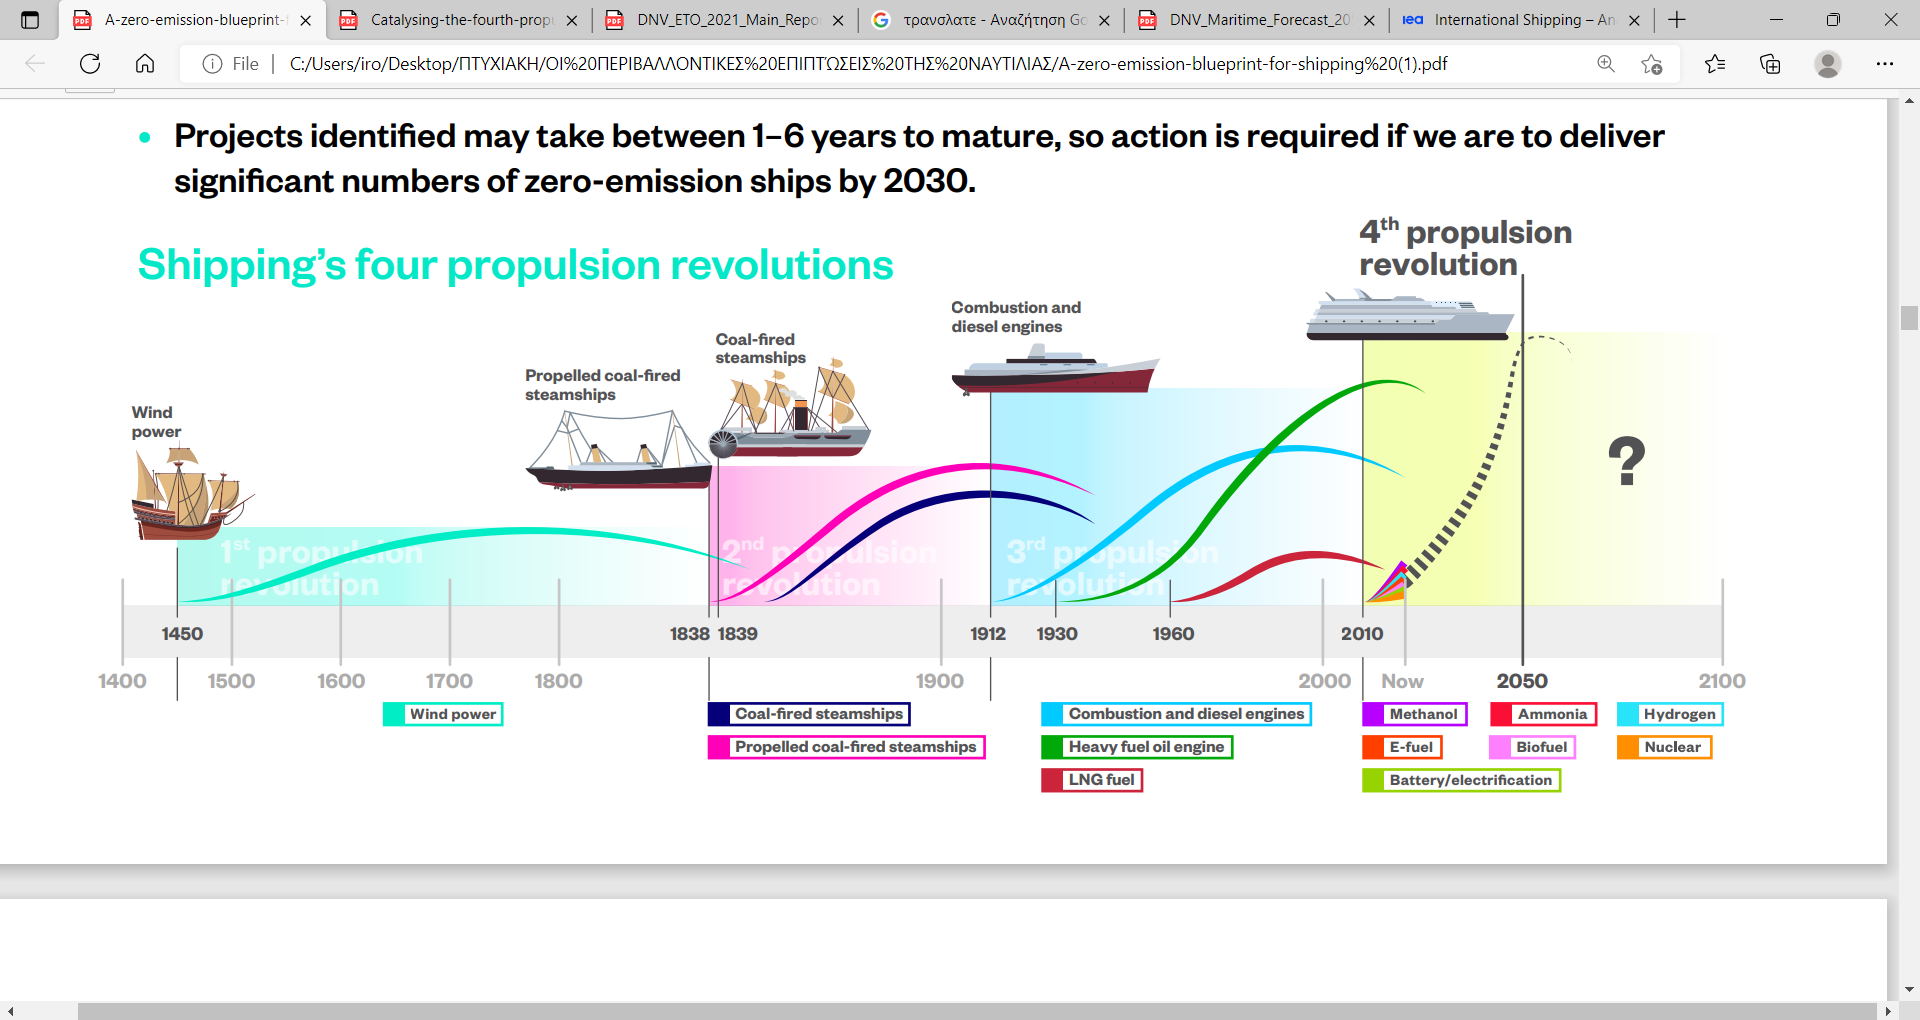 A-zero-emission-blueprint-
Catalysing-the-fourth-prop
DNV_ETO_2021_Main_Repo
τρανσλατε - Αναζήτηση Go
DNV_Maritime_Forecast_20
iea International Shipping – An
File
C:/Users/iro/Desktop/ΠΤΥΧΙΑΚΗ/ΟΙ%20ΠΕΡΙΒΑΛΛΟΝΤΙΚΕΣ%20ΕΠΙΠΤΏΣΕΙΣ%20ΤΗΣ%20ΝΑΥΤΙΛΙΑΣ/A-zero-emission-blueprint-for-shipping%20(1).pdf
• Projects identified may take between 1–6 years to mature, so action is required if we are to deliver
significant numbers of zero-emission ships by 2030.
Shipping's four propulsion revolutions
4th propulsion
revolution
Combustion and
diesel engines
Coal-fired
steamships
Propelled coal-fired
steamships
Wind
power
1st propulsion
revolution
2nd propulsion
revolution
3rd propulsion
revolution
?
1450 1838 1839 1912 1930 1960 2010
1400 1500 1600 1700 1800 1900 2000 Now 2050 2100
Wind power
Coal-fired steamships
Propelled coal-fired steamships
Combustion and diesel engines
Heavy fuel oil engine
LNG fuel
Methanol Ammonia Hydrogen
E-fuel Biofuel Nuclear
Battery/electrification